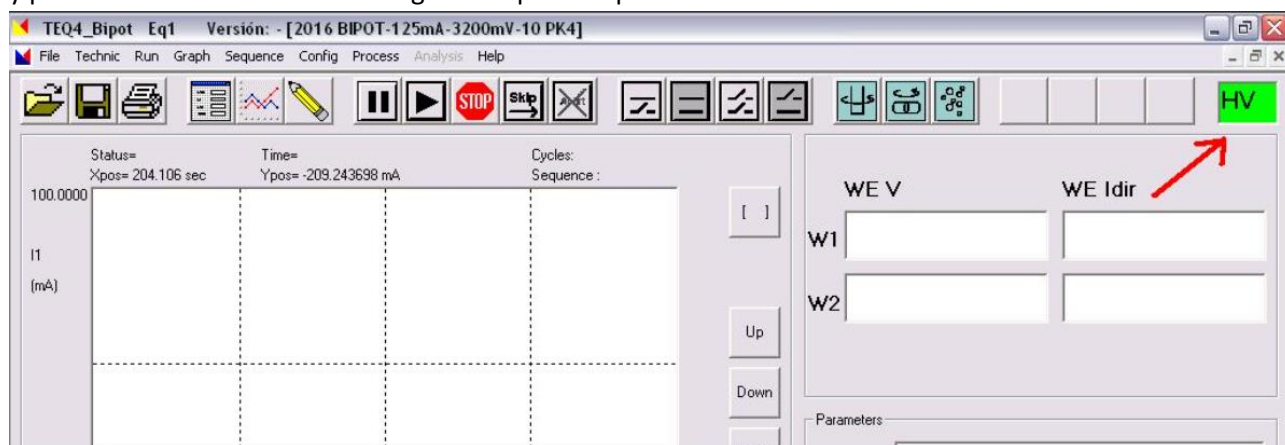 TEQ4_Bipot Eq1 Versión: - [2016 BIPOT-125mA-3200mV-10 PK4]
File Technic Run Graph Sequence Config Process Analysis Help
STOP Skip Abort HV
Status= Time= Cycles:
Xpos= 204.106 sec Ypos= -209.243698 mA Sequence :
100.0000
[ ]
WE V WE Idir
W1
I1
(mA)
W2
Up
Down
Parameters